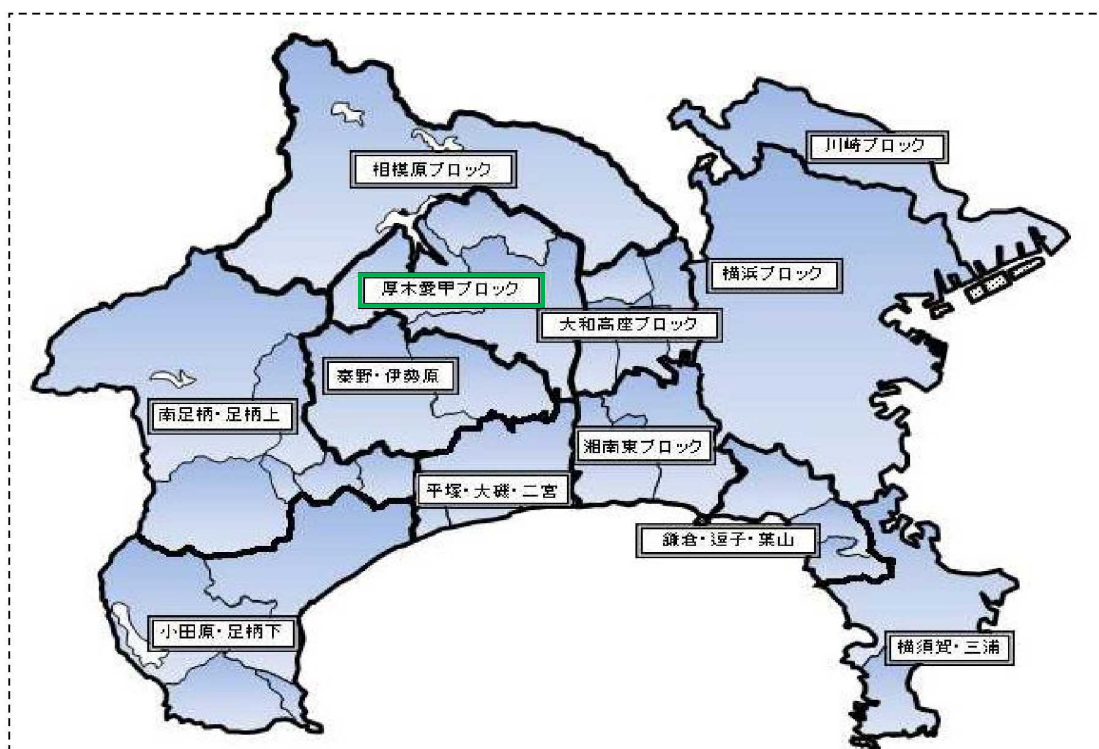 川崎ブロック
相模原ブロック
横浜ブロック
厚木愛甲ブロック
大和高座ブロック
秦野・伊勢原
南足柄・足柄上
湘南東ブロック
平塚・大磯・二宮
鎌倉・逗子・葉山
小田原・足柄下
横須賀・三浦